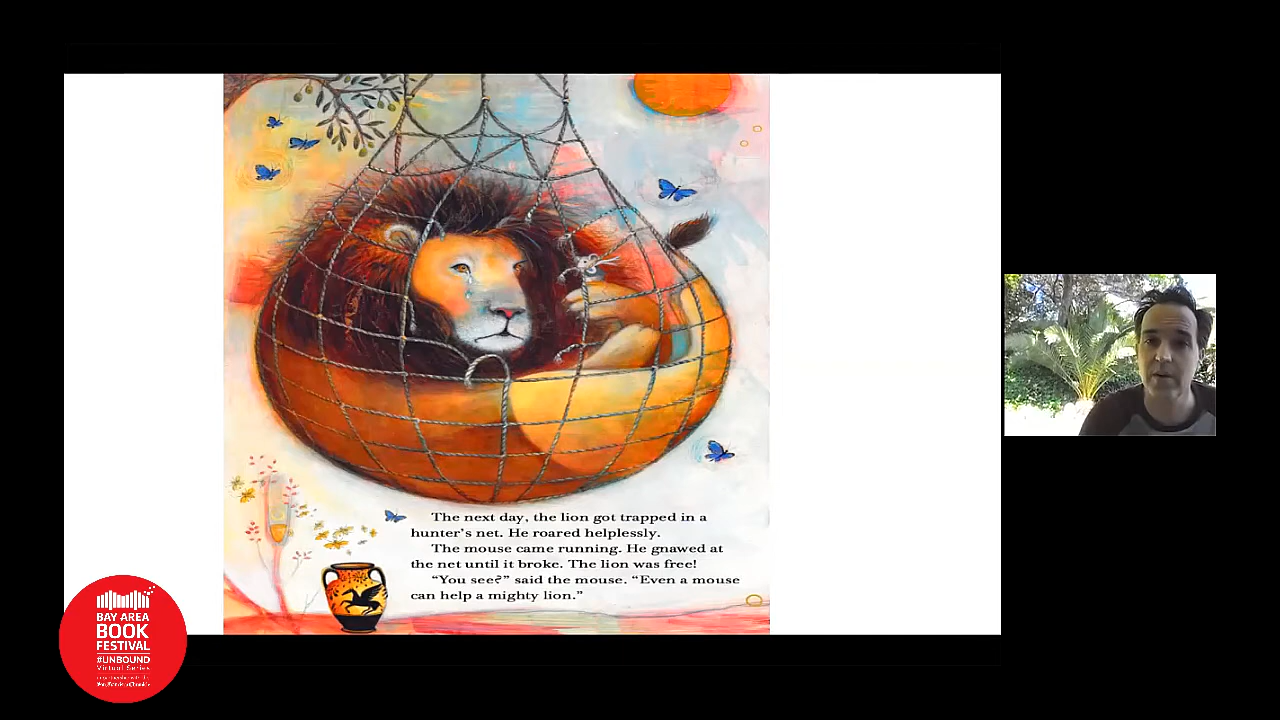 The next day, the lion got trapped in a
hunter's net. He roared helplessly.
The mouse came running. He gnawed at
the net until it broke. The lion was free!
"You see?" said the mouse. "Even a mouse
can help a mighty lion."
BAY AREA
BOOK
FESTIVAL
#UNBOUND
Virtual Series